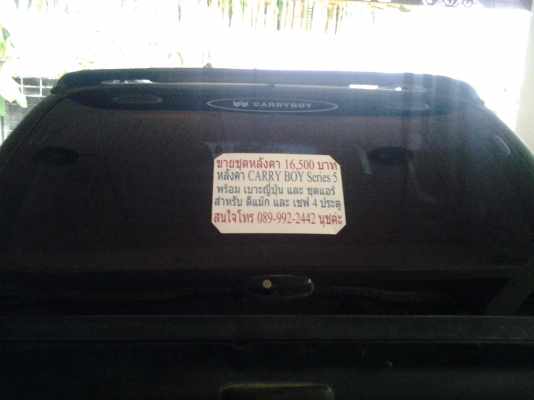 CARRYBOY
ขายชุดหลังคา 16,500 บาท
หลังคา CARRY BOY Series 5
พร้อม เบาะญี่ปุ่น และ ชุดแอร์
สำหรับ ดีแม๊ก และ เชฟ 4 ประตู
สนใจโทร 089-992-2442 นุชค่ะ